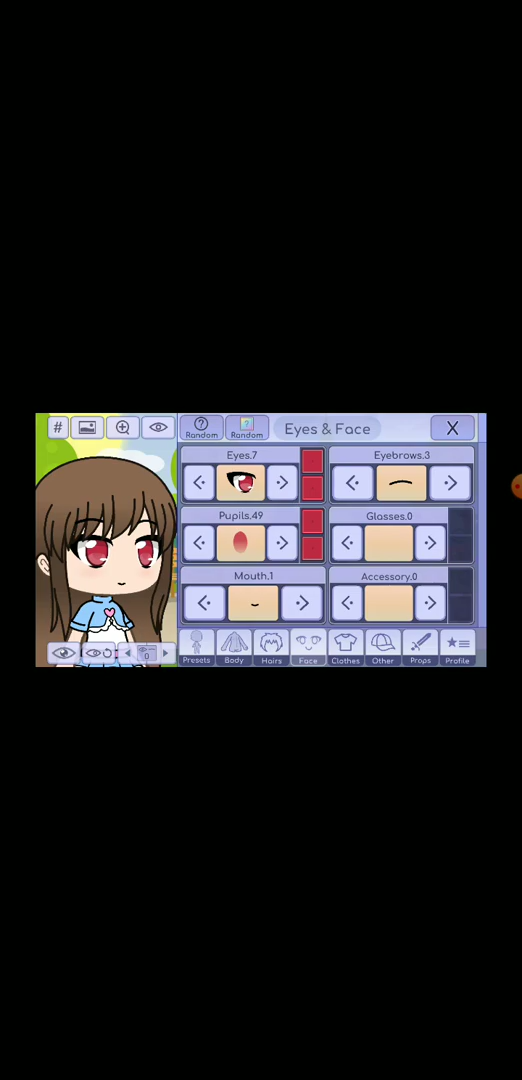 #
Random
?
Random
Eyes & Face
X
Eyes.7
Eyebrows.3
Pupils.49
Glasses.0
Mouth.1
Accessory.0
0
Presets
Body
Hairs
Face
Clothes
Other
Props
Profile